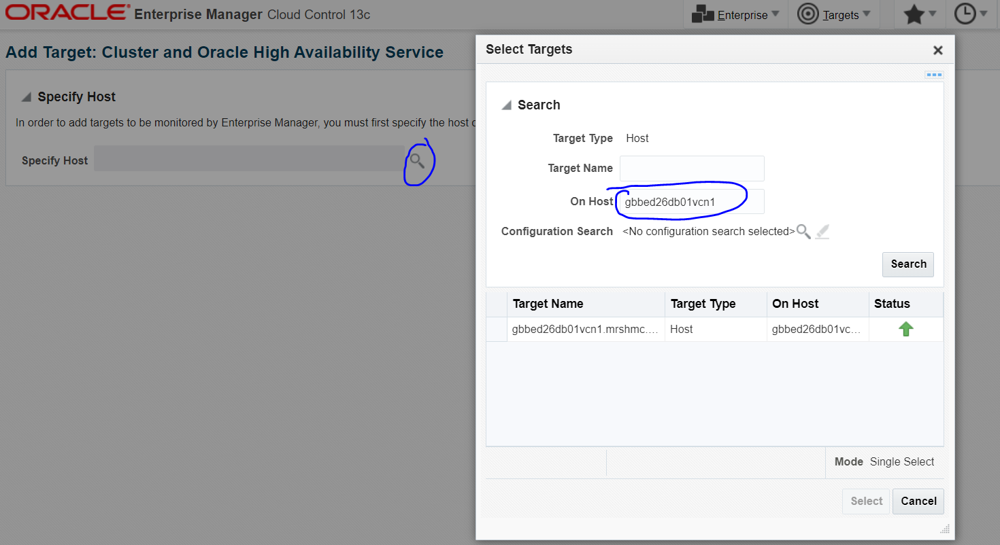 ORACLE® Enterprise Manager Cloud Control 13c
Enterprise Targets
Add Target: Cluster and Oracle High Availability Service
Specify Host
In order to add targets to be monitored by Enterprise Manager, you must first specify the host
Specify Host
Select Targets
Search
Target Type Host
Target Name
On Host gbbed26db01vcn1
Configuration Search <No configuration search selected>
Search
Target Name Target Type On Host Status
gbbed26db01vcn1.mrshmc.... Host gbbed26db01vc...
Mode Single Select
Select Cancel